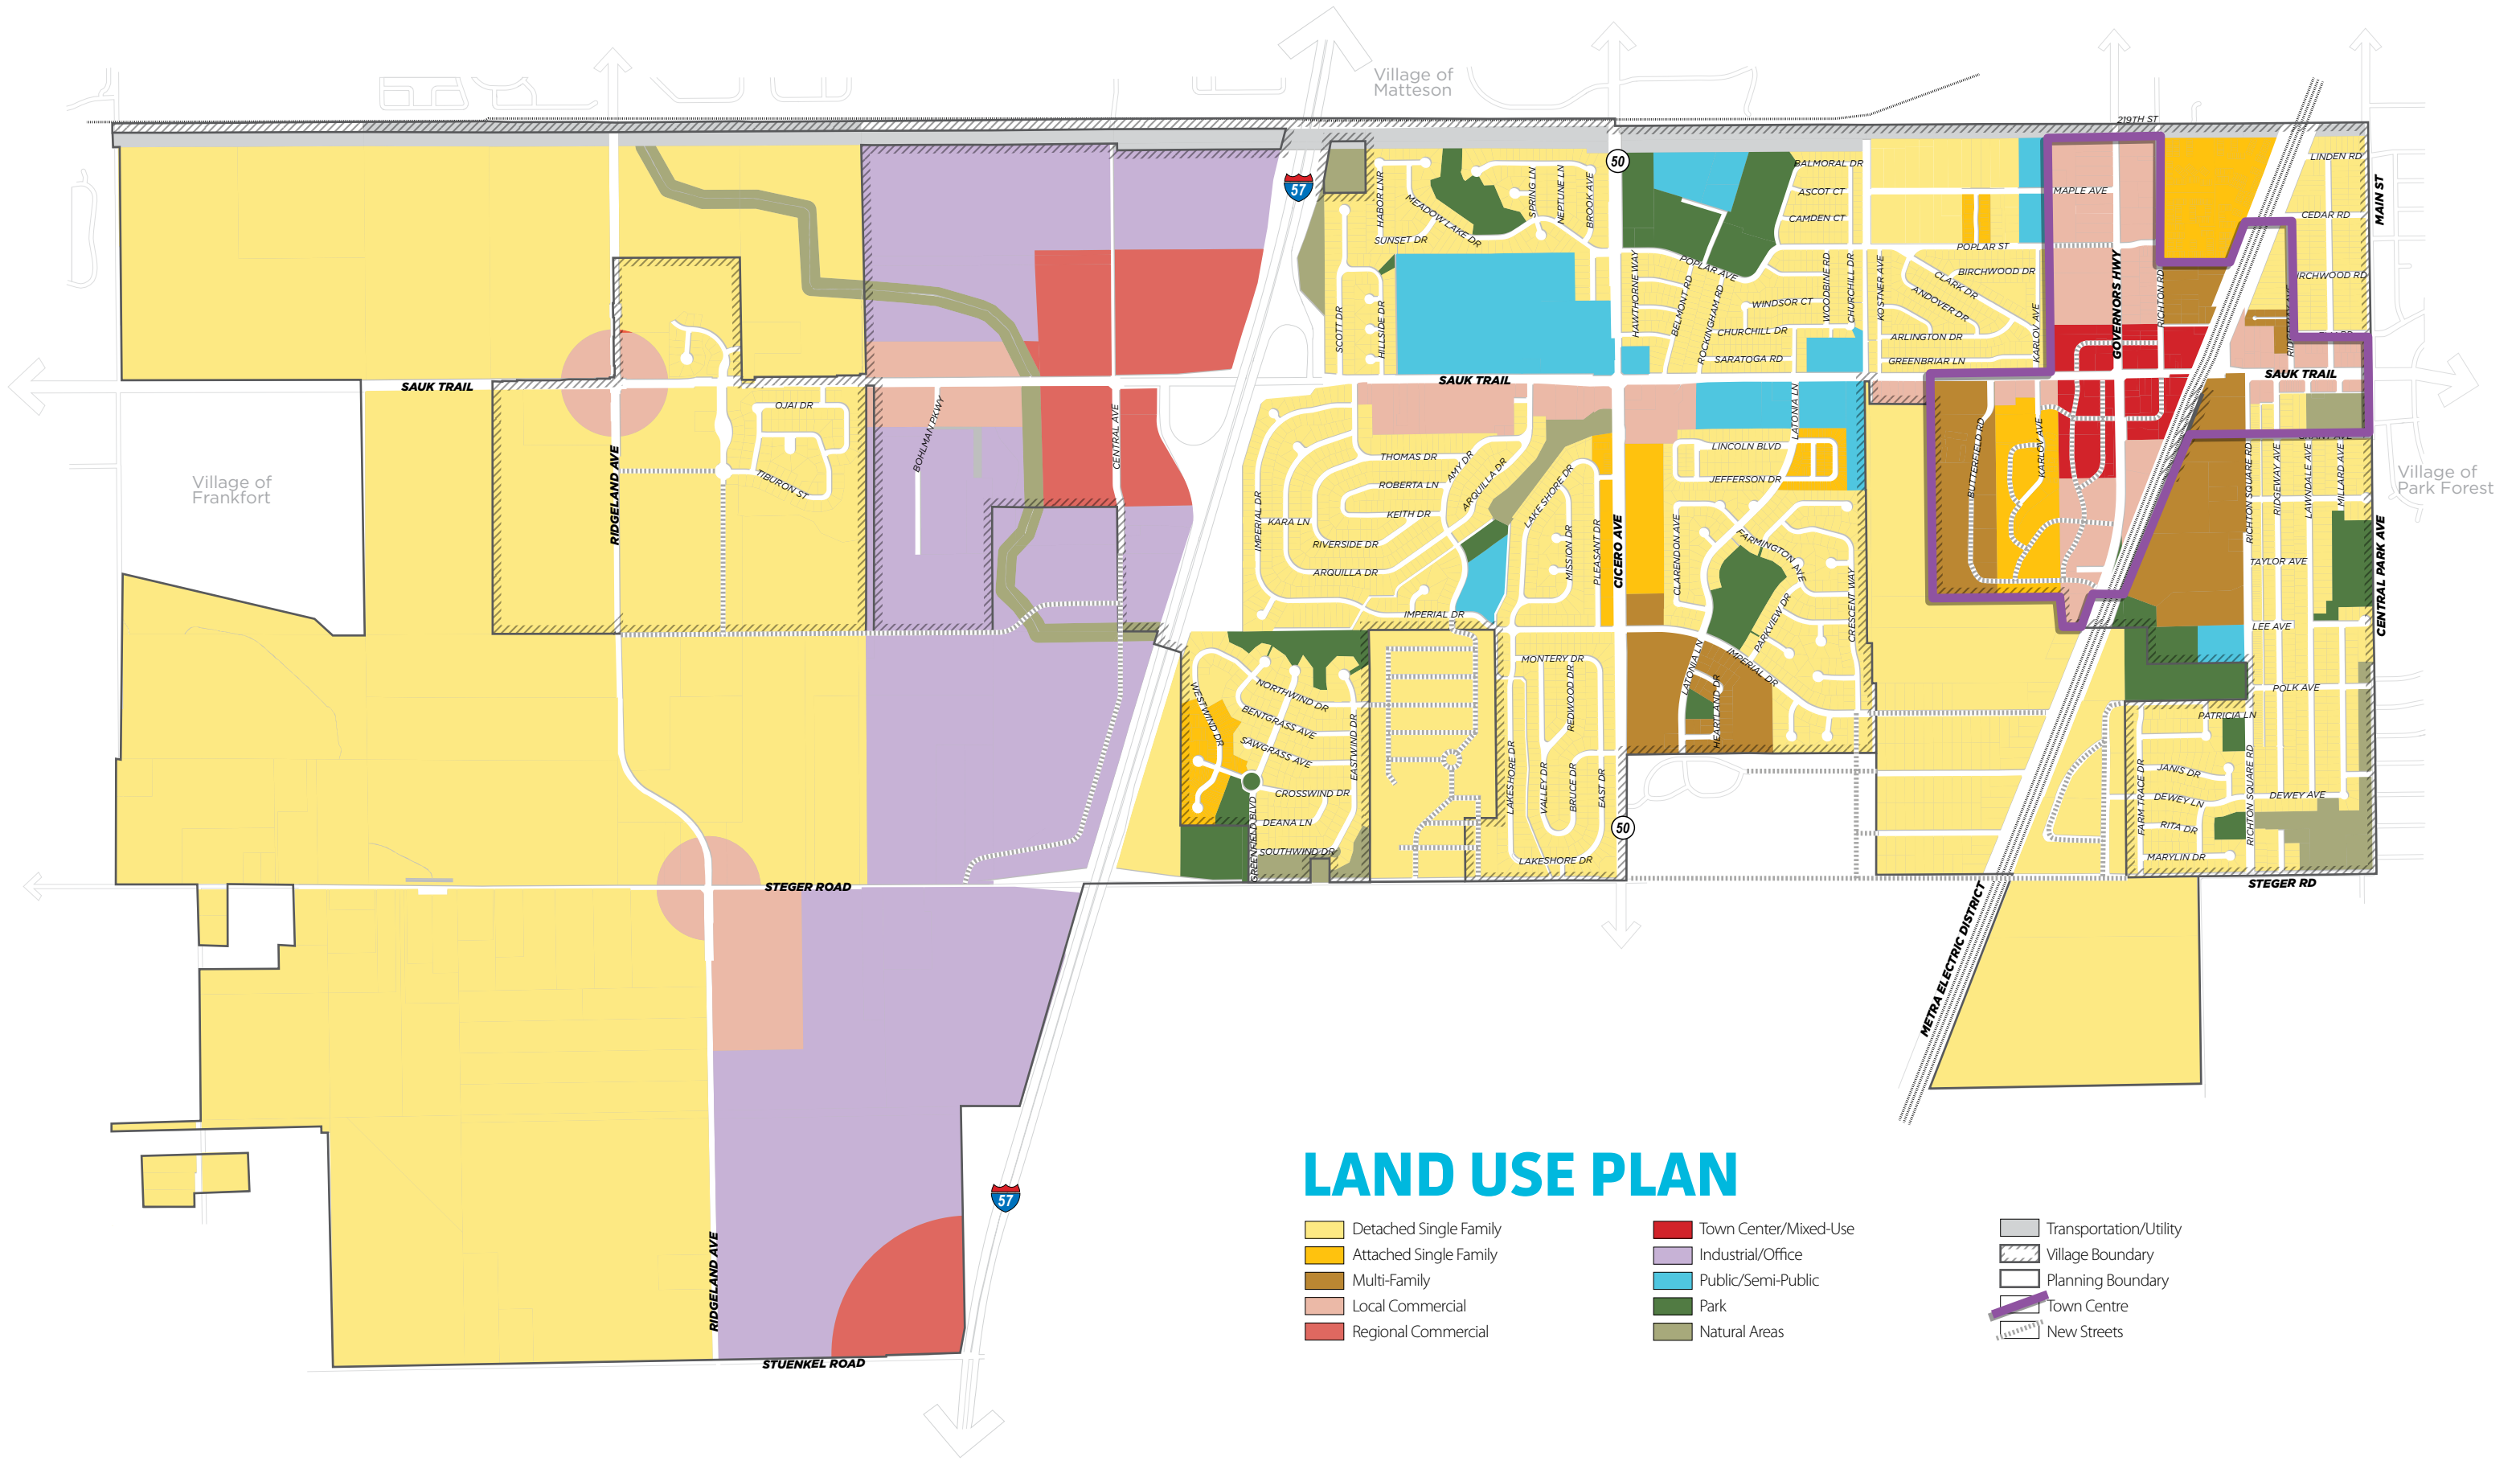 Village of
Matteson
219TH ST
50
57
BALMORAL DR
ASCOT CT
CAMDEN CT
MAPLE AVE
LINDEN RD
CEDAR RD
MAIN ST
HABOR LNR
MEADOW LAKE DR
SUNSET DR
SPRING LN
NEPTUNE LN
BROOK AVE
POPLAR ST
POPLAR AVE
BIRCHWOOD DR
IRCHWOOD RD
CLARK DR
ANDOVER DR
HAWTHORNE WAY
BELMONT RD
ROCKINGHAM RD
WINDSOR CT
WOODBINE RD
CHURCHILL DR
KOSTNER AVE
KARLOV AVE
GOVERNORS HWY
RICHTON RD
SCOTT DR
HILLSIDE DR
CHURCHILL DR
ARLINGTON DR
SARATOGA RD
GREENBRIAR LN
SAUK TRAIL
SAUK TRAIL
SAUK TRAIL
OJAI DR
TIBURON ST
BOHLMAN PKWY
CENTRAL AVE
RIDGELAND AVE
Village of
Frankfort
Village of
Park Forest
LATONIA LN
LINCOLN BLVD
JEFFERSON DR
THOMAS DR
AMY DR
ROBERTA LN
ARQUILLA DR
KEITH DR
KARA LN
RIVERSIDE DR
ARQUILLA DR
IMPERIAL DR
LAKE SHORE DR
MISSION DR
PLEASANT DR
CICERO AVE
CLARENDON AVE
FARMINGTON AVE
CRESCENT WAY
PARKVIEW DR
BUTTERFIELD RD
KARLOV AVE
RICHTON SQUARE RD
RIDGEWAY AVE
LAWNDALE AVE
MILLARD AVE
TAYLOR AVE
CENTRAL PARK AVE
LEE AVE
IMPERIAL DR
IMPERIAL DR
LATONIA LN
HEARTLAND DR
MONTERY DR
REDWOOD DR
LAKESHORE DR
VALLEY DR
BRUCE DR
EAST DR
LAKESHORE DR
WESTWIND DR
NORTHWIND DR
BENTGRASS AVE
SAWGRASS AVE
EASTWIND DR
CROSSWIND DR
DEANA LN
GREENFIELD BLVD
SOUTHWIND DR
50
POLK AVE
PATRICIA LN
JANIS DR
DEWEY LN
DEWEY AVE
FARM TRACE DR
RITA DR
RICHTON SQUARE RD
MARYLIN DR
STEGER ROAD
STEGER RD
METRA ELECTRIC DISTRICT
57
RIDGELAND AVE
STUENKEL ROAD
LAND USE PLAN
Detached Single Family
Attached Single Family
Multi-Family
Local Commercial
Regional Commercial
Town Center/Mixed-Use
Industrial/Office
Public/Semi-Public
Park
Natural Areas
Transportation/Utility
Village Boundary
Planning Boundary
Town Centre
New Streets